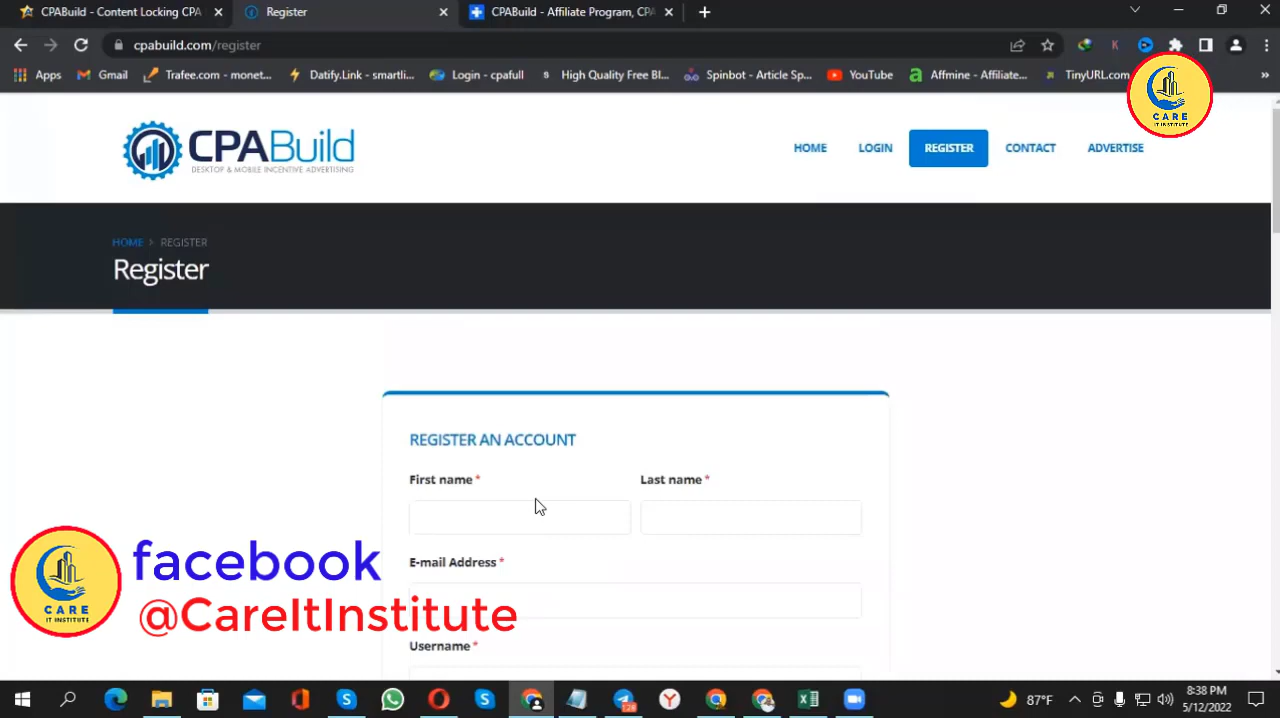 CPABuild - Content Locking CPA
Register
CPABuild - Affiliate Program, CPA
cpabuild.com/register
Apps
Gmail
Trafee.com - monet...
Datify.Link - smartli...
Login - cpafull
High Quality Free Bl...
Spinbot - Article Sp...
YouTube
Affmine - Affiliate...
TinyURL.com
CARE
IT INSTITUTE
CPABuild
DESKTOP & MOBILE INCENTIVE ADVERTISING
HOME
LOGIN
REGISTER
CONTACT
ADVERTISE
HOME > REGISTER
Register
REGISTER AN ACCOUNT
First name *
Last name *
E-mail Address *
Username *
CARE
IT INSTITUTE
facebook
@CareItInstitute
87°F
8:38 PM
5/12/2022